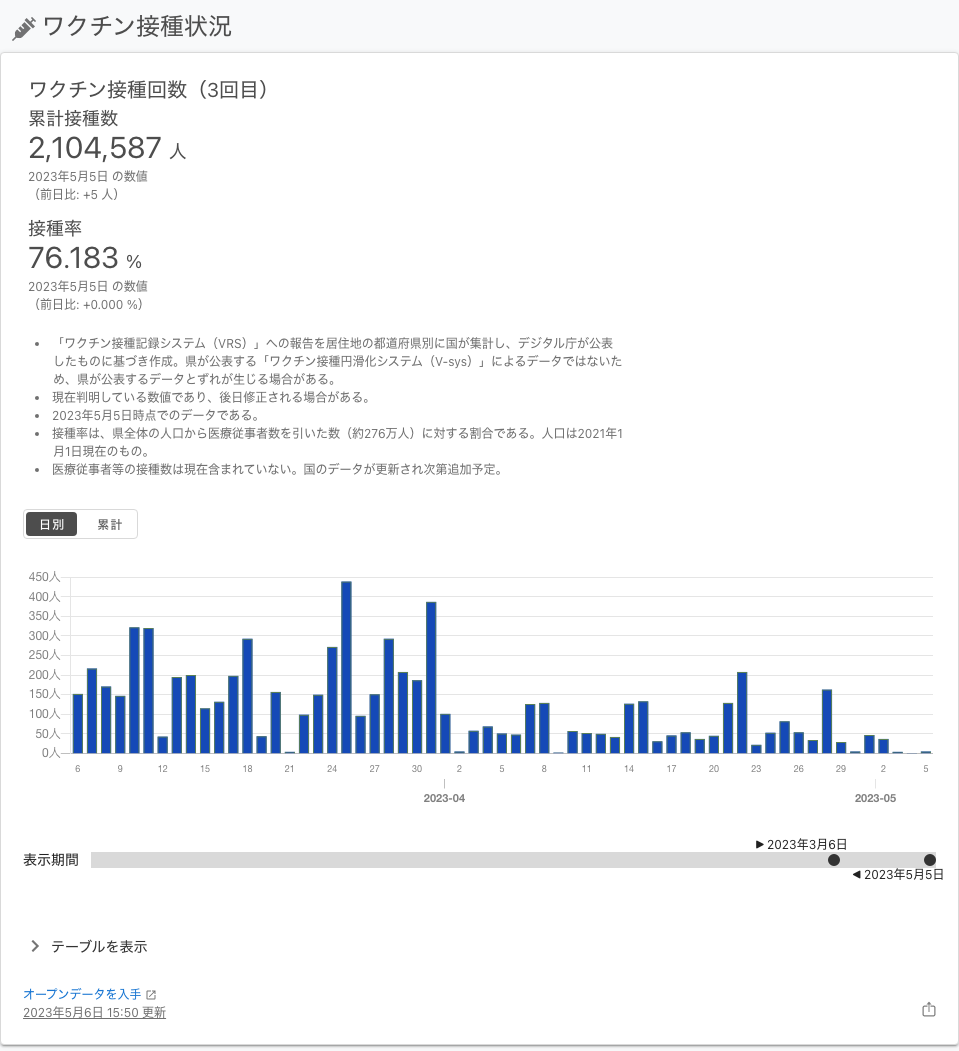 ワクチン接種状況
ワクチン接種回数（3回目）
累計接種数
2,104,587 人
2023年5月5日 の数値
（前日比: +5 人）
接種率
76.183 %
2023年5月5日 の数値
（前日比: +0.000 %）
• 「ワクチン接種記録システム（VRS）」への報告を居住地の都道府県別に国が集計し、デジタル庁が公表
したものに基づき作成。県が公表する「ワクチン接種円滑化システム（V-sys）」によるデータではないた
め、県が公表するデータとずれが生じる場合がある。
• 現在判明している数値であり、後日修正される場合がある。
• 2023年5月5日時点でのデータである。
• 接種率は、県全体の人口から医療従事者数を引いた数（約276万人）に対する割合である。人口は2021年1
月1日現在のもの。
• 医療従事者等の接種数は現在含まれていない。国のデータが更新され次第追加予定。
日別 累計
450人
400人
350人
300人
250人
200人
150人
100人
50人
0人
6 9 12 15 18 21 24 27 30 2 5 8 11 14 17 20 23 26 29 2 5
2023-04 2023-05
▶ 2023年3月6日
表示期間
◀ 2023年5月5日
テーブルを表示
オープンデータを入手
2023年5月6日 15:50 更新